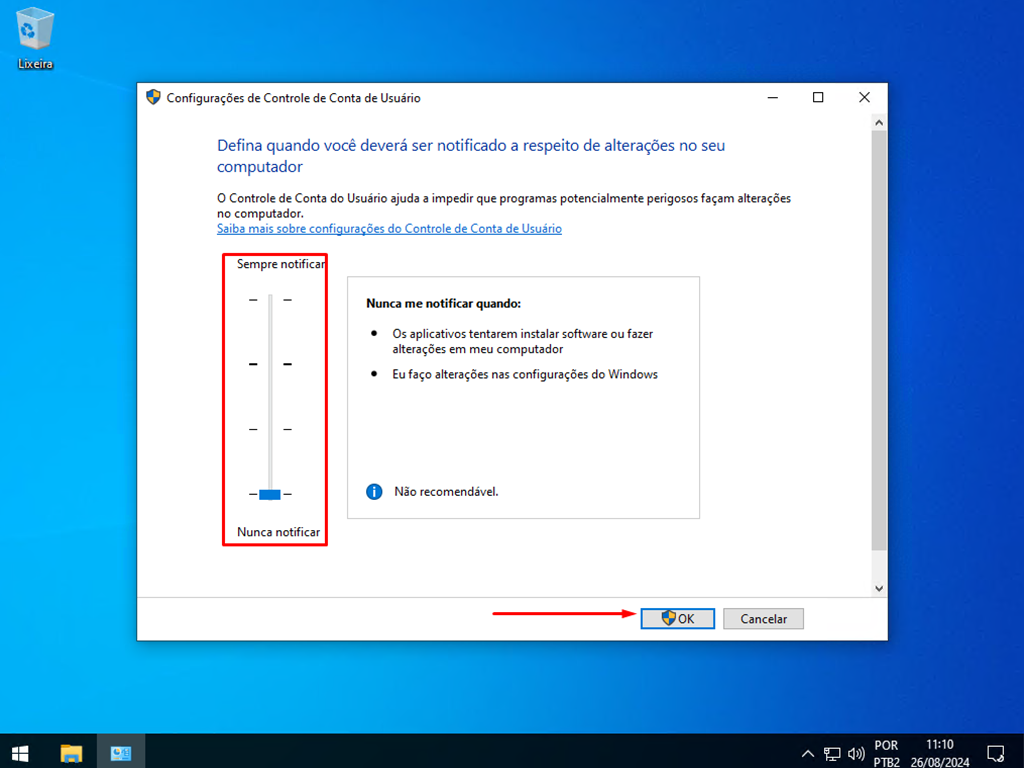 Lixeira
Configurações de Controle de Conta de Usuário
Defina quando você deverá ser notificado a respeito de alterações no seu
computador
O Controle de Conta do Usuário ajuda a impedir que programas potencialmente perigosos façam alterações
no computador.
Saiba mais sobre configurações do Controle de Conta de Usuário
Sempre notificar
Nunca me notificar quando:
Os aplicativos tentarem instalar software ou fazer
alterações em meu computador
Eu faço alterações nas configurações do Windows
Não recomendável.
Nunca notificar
OK
Cancelar
POR
PTB2
11:10
26/08/2024